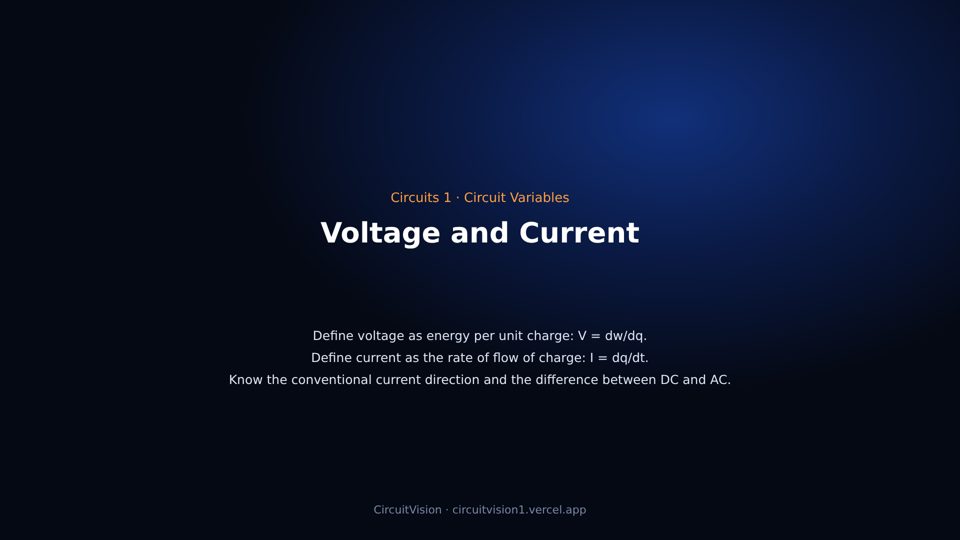 Circuits 1 · Circuit Variables
Voltage and Current
Define voltage as energy per unit charge: V = dw/dq.
Define current as the rate of flow of charge: I = dq/dt.
Know the conventional current direction and the difference between DC and AC.
CircuitVision · circuitvision1.vercel.app